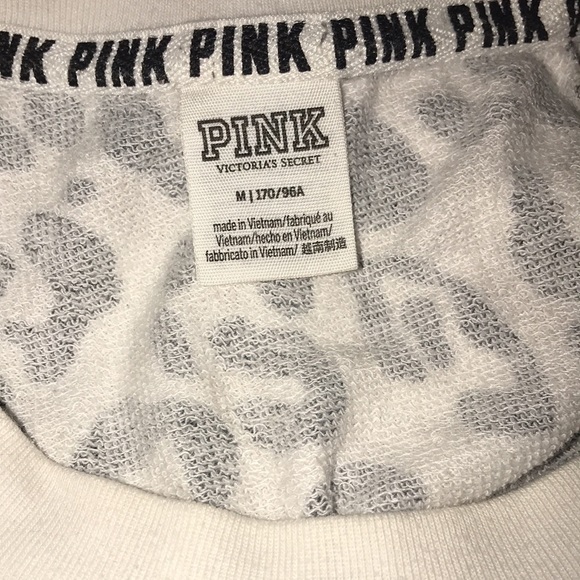 PINK PINK PINK PINK PINK
PINK
VICTORIA'S SECRET
M | 170/96A
made in Vietnam/fabriqué au
Vietnam/hecho en Vietnam/
fabbricato in Vietnam/ 越南制造